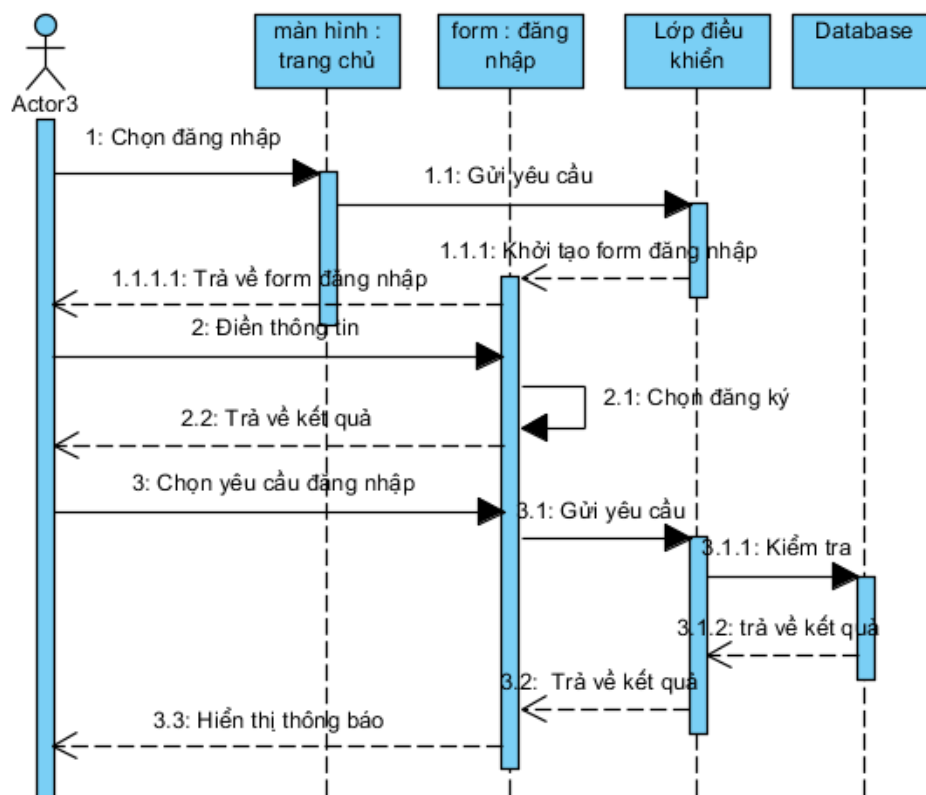 màn hình :
trang chủ
form : đăng
nhập
Lớp điều
khiển
Database
Actor3
1: Chọn đăng nhập
1.1: Gửi yêu cầu
1.1.1: Khởi tạo form đăng nhập
1.1.1.1: Trả về form đăng nhập
2: Điền thông tin
2.1: Chọn đăng ký
2.2: Trả về kết quả
3: Chọn yêu cầu đăng nhập
3.1: Gửi yêu cầu
3.1.1: Kiểm tra
3.1.2: trả về kết quả
3.2: Trả về kết quả
3.3: Hiển thị thông báo